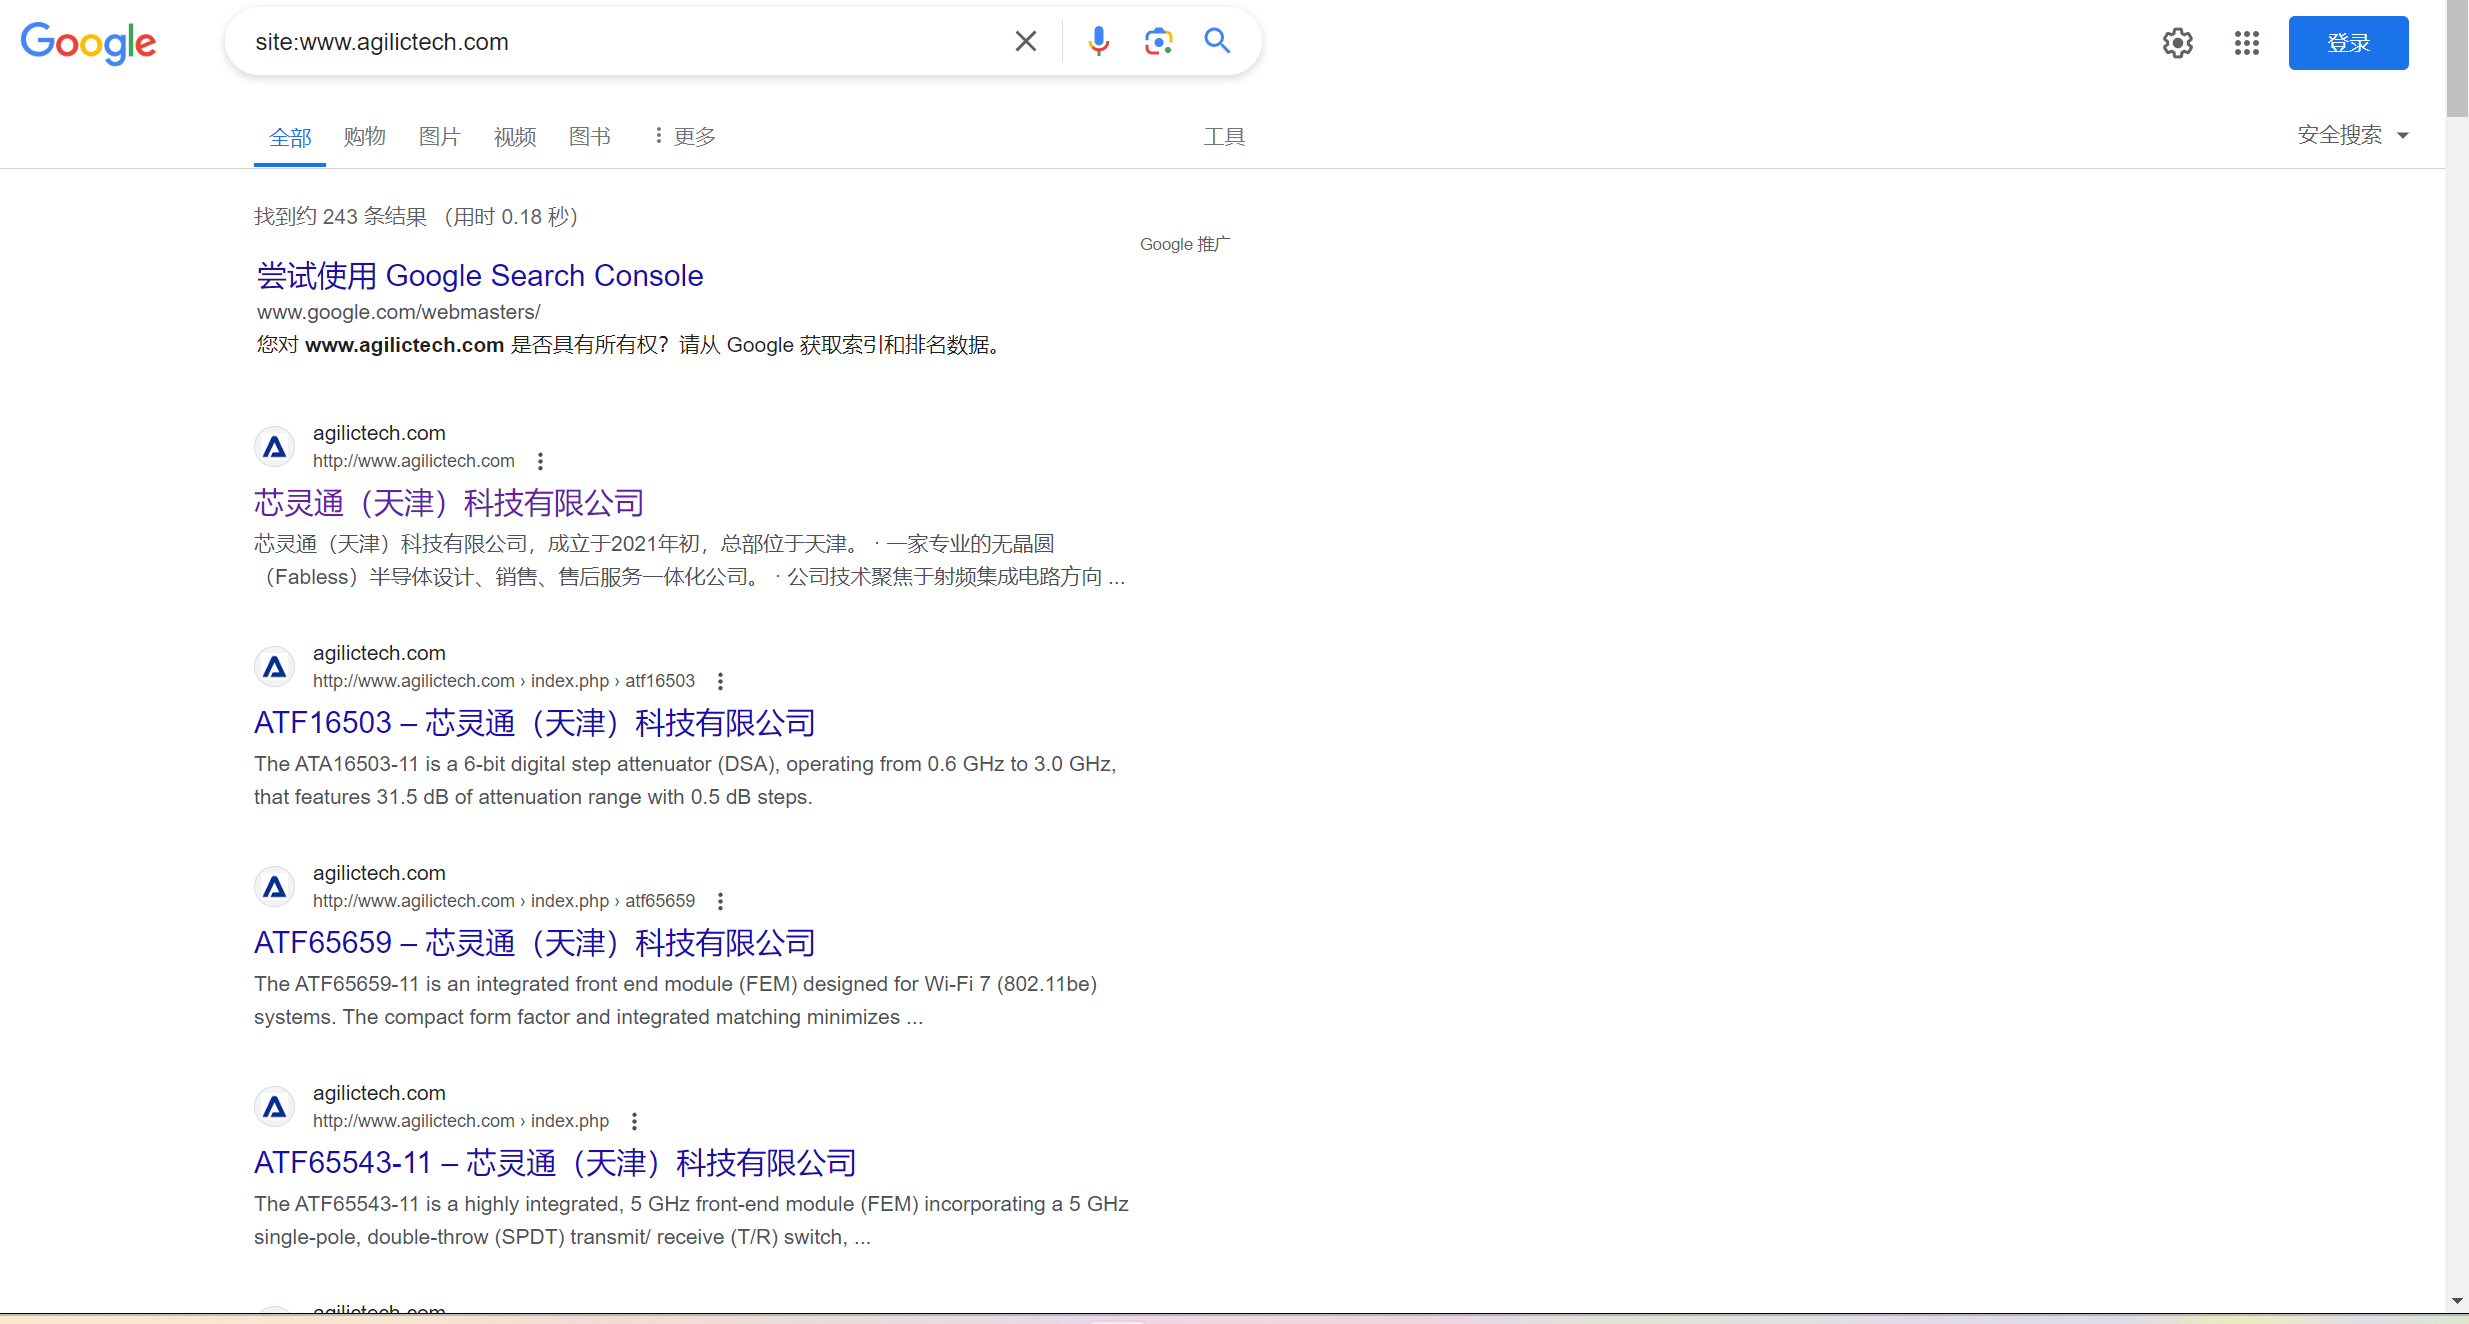 Google
site:www.agilictech.com
登录
全部 购物 图片 视频 图书 更多 工具 安全搜索
找到约 243 条结果 （用时 0.18 秒）
Google 推广
尝试使用 Google Search Console
www.google.com/webmasters/
您对 www.agilictech.com 是否具有所有权？请从 Google 获取索引和排名数据。
agilictech.com
http://www.agilictech.com
芯灵通（天津）科技有限公司
芯灵通（天津）科技有限公司，成立于2021年初，总部位于天津。 · 一家专业的无晶圆
（Fabless）半导体设计、销售、售后服务一体化公司。 · 公司技术聚焦于射频集成电路方向 ...
agilictech.com
http://www.agilictech.com › index.php › atf16503
ATF16503 – 芯灵通（天津）科技有限公司
The ATA16503-11 is a 6-bit digital step attenuator (DSA), operating from 0.6 GHz to 3.0 GHz,
that features 31.5 dB of attenuation range with 0.5 dB steps.
agilictech.com
http://www.agilictech.com › index.php › atf65659
ATF65659 – 芯灵通（天津）科技有限公司
The ATF65659-11 is an integrated front end module (FEM) designed for Wi-Fi 7 (802.11be)
systems. The compact form factor and integrated matching minimizes ...
agilictech.com
http://www.agilictech.com › index.php
ATF65543-11 – 芯灵通（天津）科技有限公司
The ATF65543-11 is a highly integrated, 5 GHz front-end module (FEM) incorporating a 5 GHz
single-pole, double-throw (SPDT) transmit/ receive (T/R) switch, ...
agilictech.com